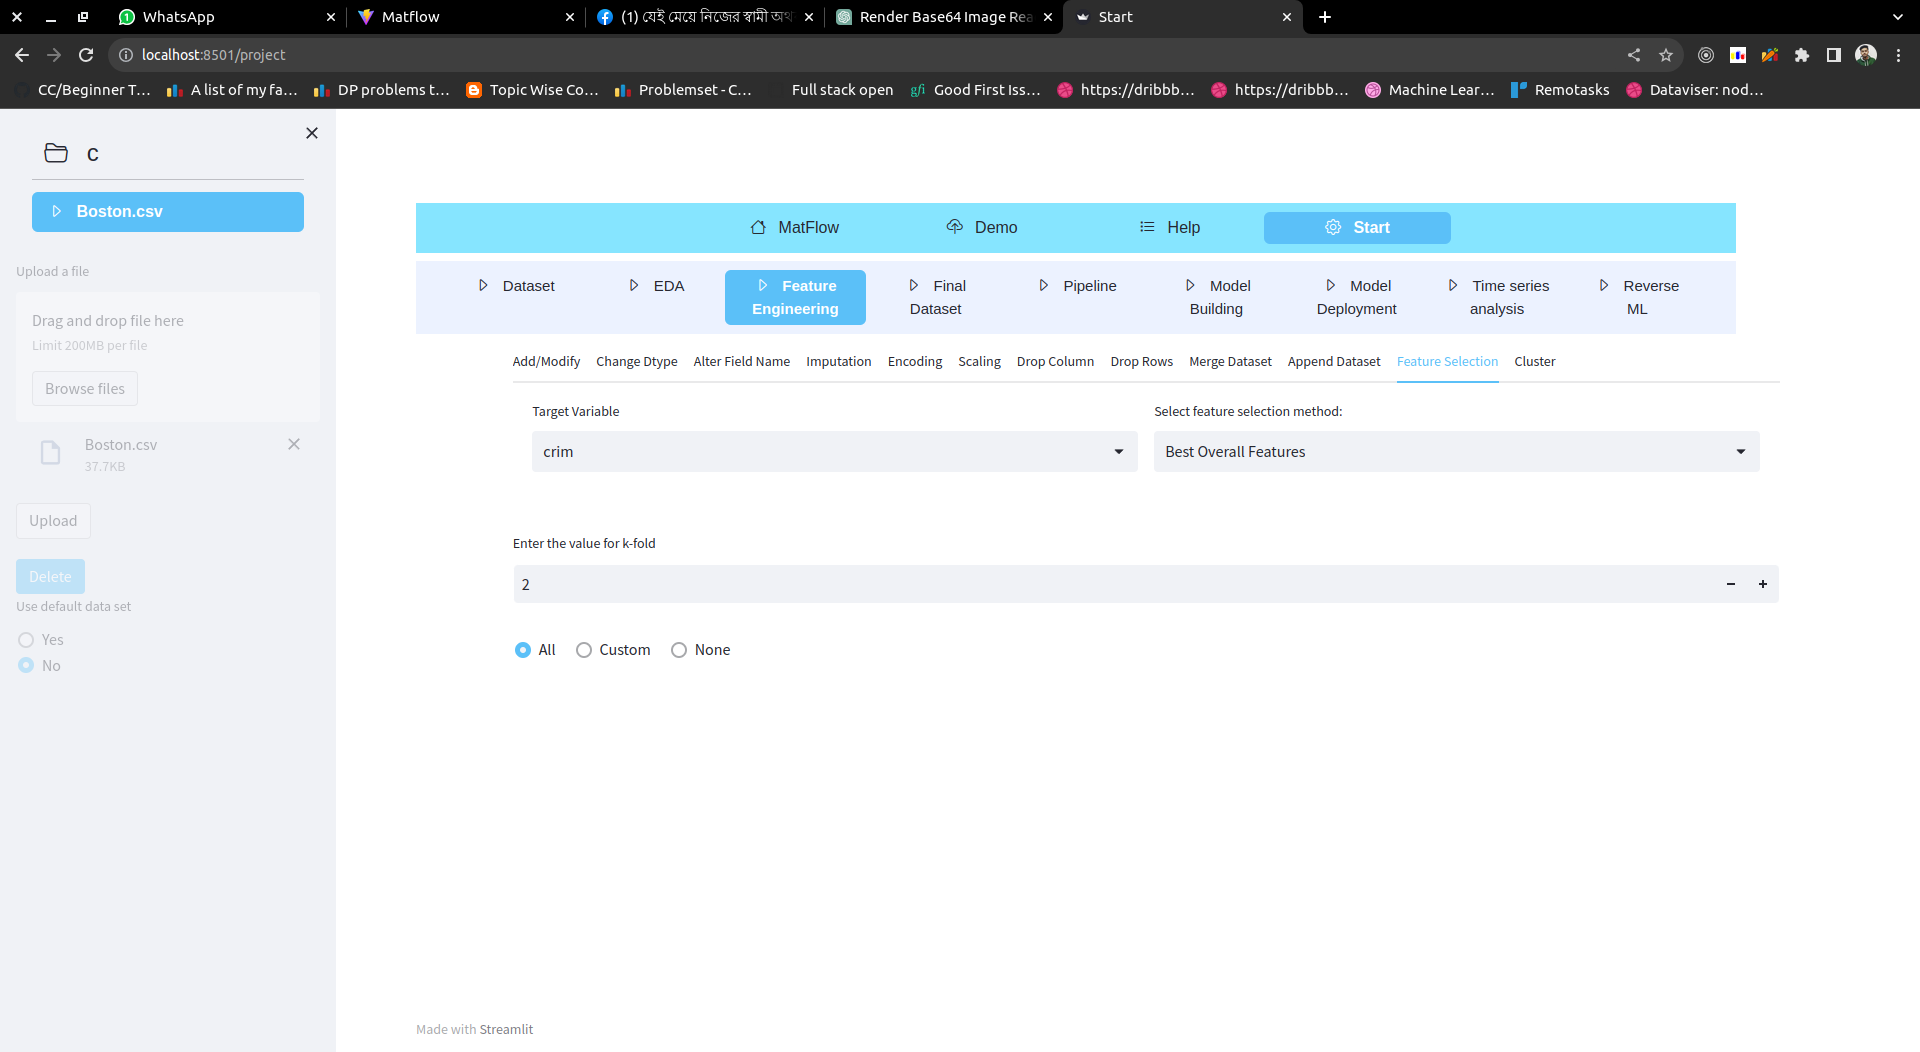 WhatsApp
Matflow
(1) যেই মেয়ে নিজের স্বামী অথ
Render Base64 Image Rea
Start
localhost:8501/project
CC/Beginner T...
A list of my fa...
DP problems t...
Topic Wise Co...
Problemset - C...
Full stack open
gfi Good First Iss...
https://dribbb...
https://dribbb...
Machine Lear...
Remotasks
Dataviser: nod...
C
Boston.csv
Upload a file
Drag and drop file here
Limit 200MB per file
Browse files
Boston.csv
37.7KB
Upload
Delete
Use default data set
Yes
No
MatFlow
Demo
Help
Start
Dataset
EDA
Feature
Engineering
Final
Dataset
Pipeline
Model
Building
Model
Deployment
Time series
analysis
Reverse
ML
Add/Modify
Change Dtype
Alter Field Name
Imputation
Encoding
Scaling
Drop Column
Drop Rows
Merge Dataset
Append Dataset
Feature Selection
Cluster
Target Variable
crim
Select feature selection method:
Best Overall Features
Enter the value for k-fold
2
All
Custom
None
Made with Streamlit